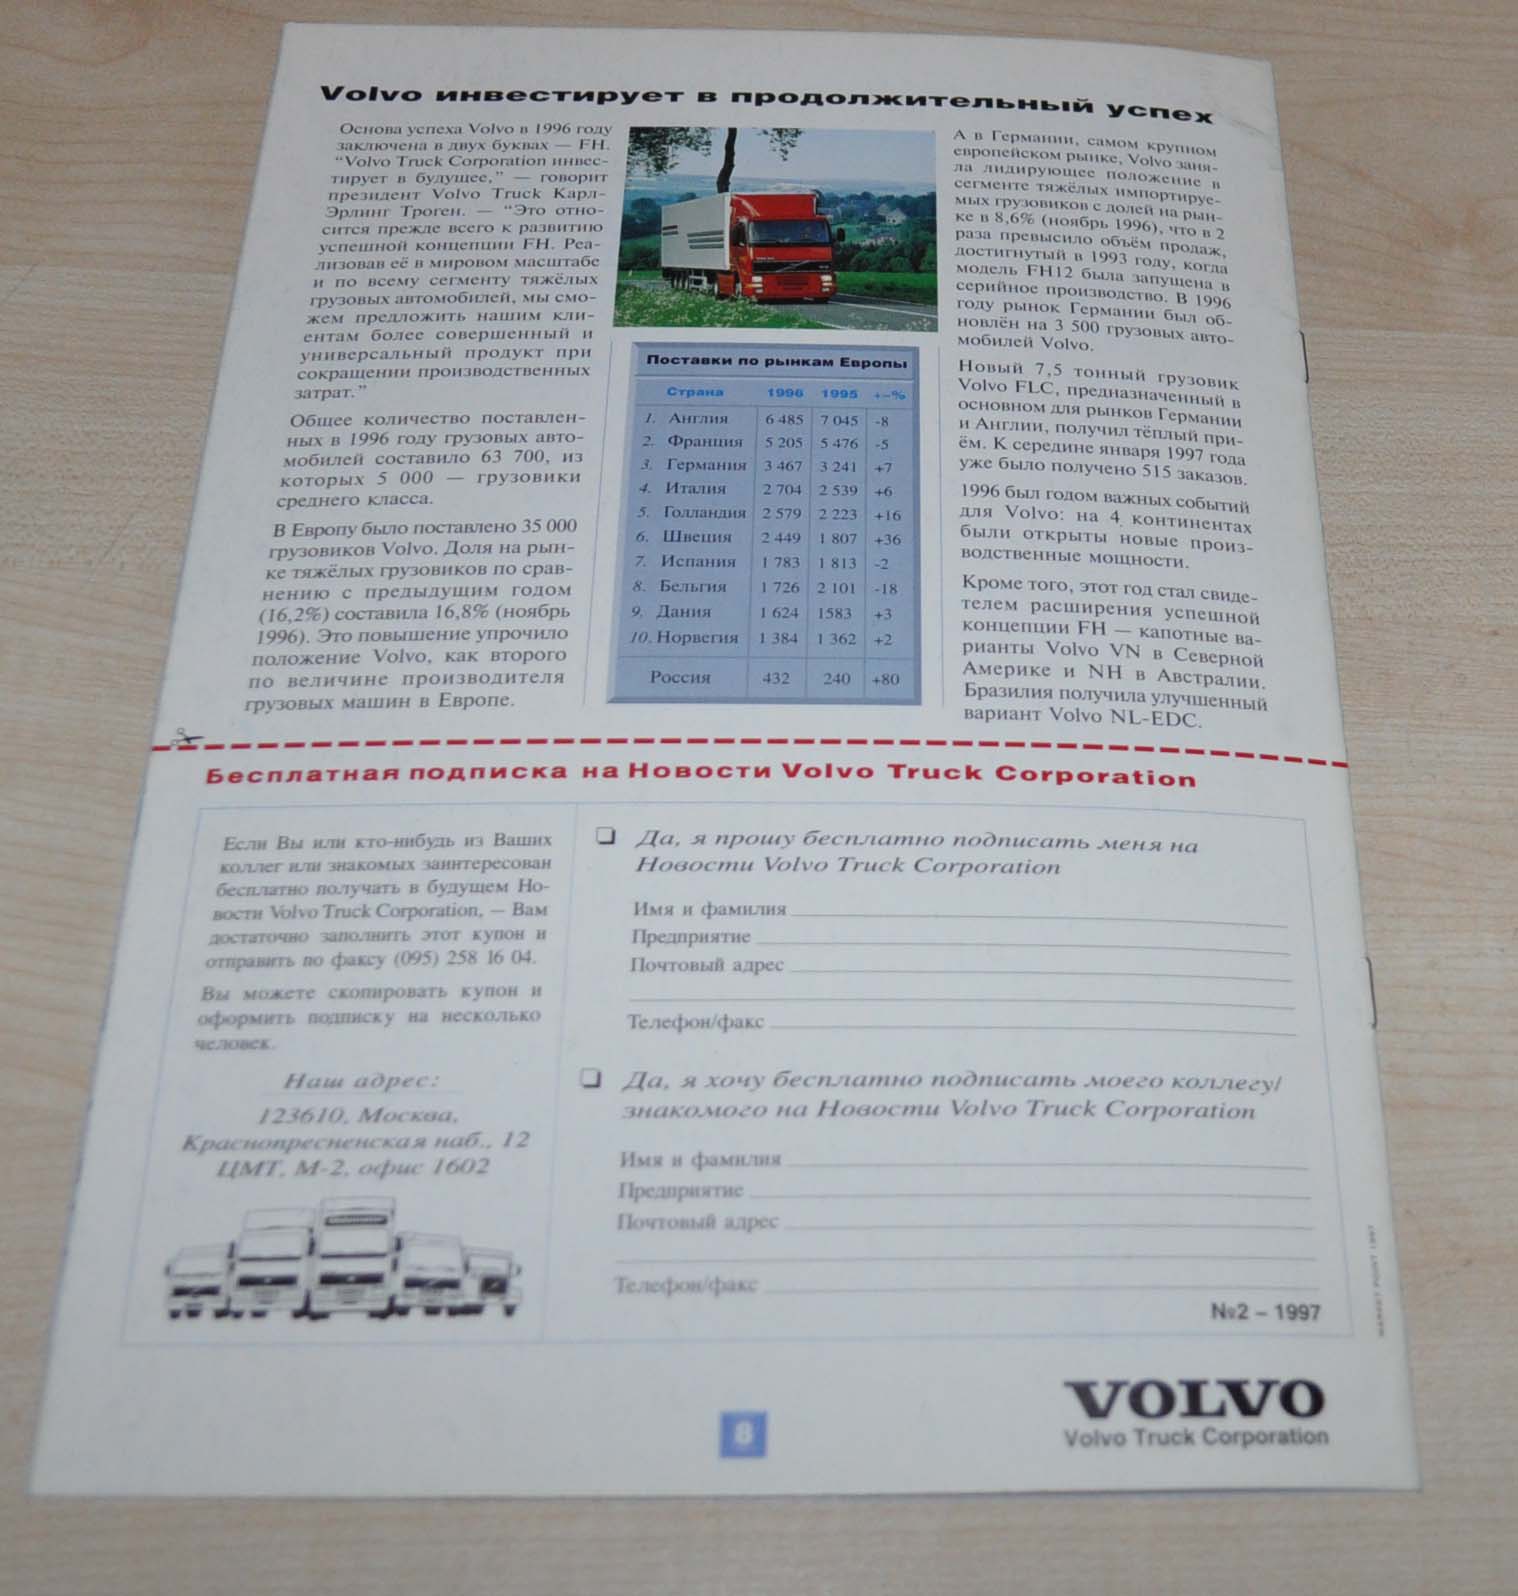 Volvo инвестирует в продолжительный успех
Основа успеха Volvo в 1996 году
заключена в двух буквах — FH.
“Volvo Truck Corporation инвес-
тирует в будущее,” — говорит
президент Volvo Truck Карл-
Эрлинг Троген. — “Это отно-
сится прежде всего к развитию
успешной концепции FH. Реа-
лизовав её в мировом масштабе
и по всему сегменту тяжёлых
грузовых автомобилей, мы смо-
жем предложить нашим кли-
ентам более совершенный и
универсальный продукт при
сокращении производственных
затрат.”
Общее количество поставлен-
ных в 1996 году грузовых авто-
мобилей составило 63 700, из
которых 5 000 — грузовики
среднего класса.
В Европу было поставлено 35 000
грузовиков Volvo. Доля на рын-
ке тяжёлых грузовиков по срав-
нению с предыдущим годом
(16,2%) составила 16,8% (ноябрь
1996). Это повышение упрочило
положение Volvo, как второго
по величине производителя
грузовых машин в Европе.
Поставки по рынкам Европы
Страна 1996 1995 +-%
1. Англия 6 485 7 045 -8
2. Франция 5 205 5 476 -5
3. Германия 3 467 3 241 +7
4. Италия 2 704 2 539 +6
5. Голландия 2 579 2 223 +16
6. Швеция 2 449 1 807 +36
7. Испания 1 783 1 813 -2
8. Бельгия 1 726 2 101 -18
9. Дания 1 624 1583 +3
10. Норвегия 1 384 1 362 +2
Россия 432 240 +80
А в Германии, самом крупном
европейском рынке, Volvo заня-
ла лидирующее положение в
сегменте тяжёлых импортируе-
мых грузовиков с долей на рын-
ке в 8,6% (ноябрь 1996), что в 2
раза превысило объём продаж,
достигнутый в 1993 году, когда
модель FH12 была запущена в
серийное производство. В 1996
году рынок Германии был об-
новлён на 3 500 грузовых авто-
мобилей Volvo.
Новый 7,5 тонный грузовик
Volvo FLC, предназначенный в
основном для рынков Германии
и Англии, получил тёплый при-
ём. К середине января 1997 года
уже было получено 515 заказов.
1996 был годом важных событий
для Volvo: на 4 континентах
были открыты новые произ-
водственные мощности.
Кроме того, этот год стал свиде-
телем расширения успешной
концепции FH — капотные ва-
рианты Volvo VN в Северной
Америке и NH в Австралии.
Бразилия получила улучшенный
вариант Volvo NL-EDC.
Бесплатная подписка на Новости Volvo Truck Corporation
Если Вы или кто-нибудь из Ваших
коллег или знакомых заинтересован
бесплатно получать в будущем Но-
вости Volvo Truck Corporation, — Вам
достаточно заполнить этот купон и
отправить по факсу (095) 258 16 04.
Вы можете скопировать купон и
оформить подписку на несколько
человек.
Наш адрес:
123610, Москва,
Краснопресненская наб., 12
ЦМТ, М-2, офис 1602
Да, я прошу бесплатно подписать меня на
Новости Volvo Truck Corporation
Имя и фамилия
Предприятие
Почтовый адрес
Телефон/факс
Да, я хочу бесплатно подписать моего коллегу/
знакомого на Новости Volvo Truck Corporation
Имя и фамилия
Предприятие
Почтовый адрес
Телефон/факс
№2 – 1997
MARKET POINT 1997
8
VOLVO
Volvo Truck Corporation